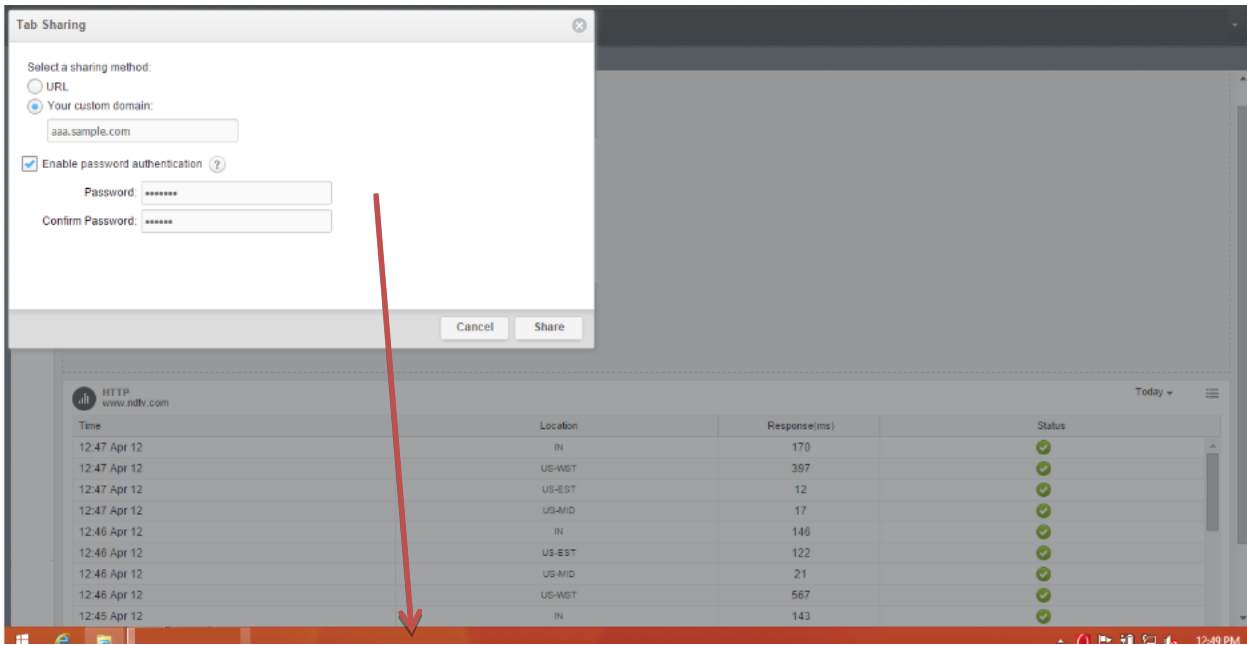 Tab Sharing
Select a sharing method:
URL
Your custom domain:
aaa.sample.com
Enable password authentication ?
Password: •••••••
Confirm Password: ••••••
Cancel Share
HTTP
www.ndtv.com
Today
Time Location Response(ms) Status
12:47 Apr 12 IN 170
12:47 Apr 12 US-WST 397
12:47 Apr 12 US-EST 12
12:47 Apr 12 US-MID 17
12:46 Apr 12 IN 146
12:46 Apr 12 US-EST 122
12:46 Apr 12 US-MID 21
12:46 Apr 12 US-WST 567
12:45 Apr 12 IN 143
12:49 PM